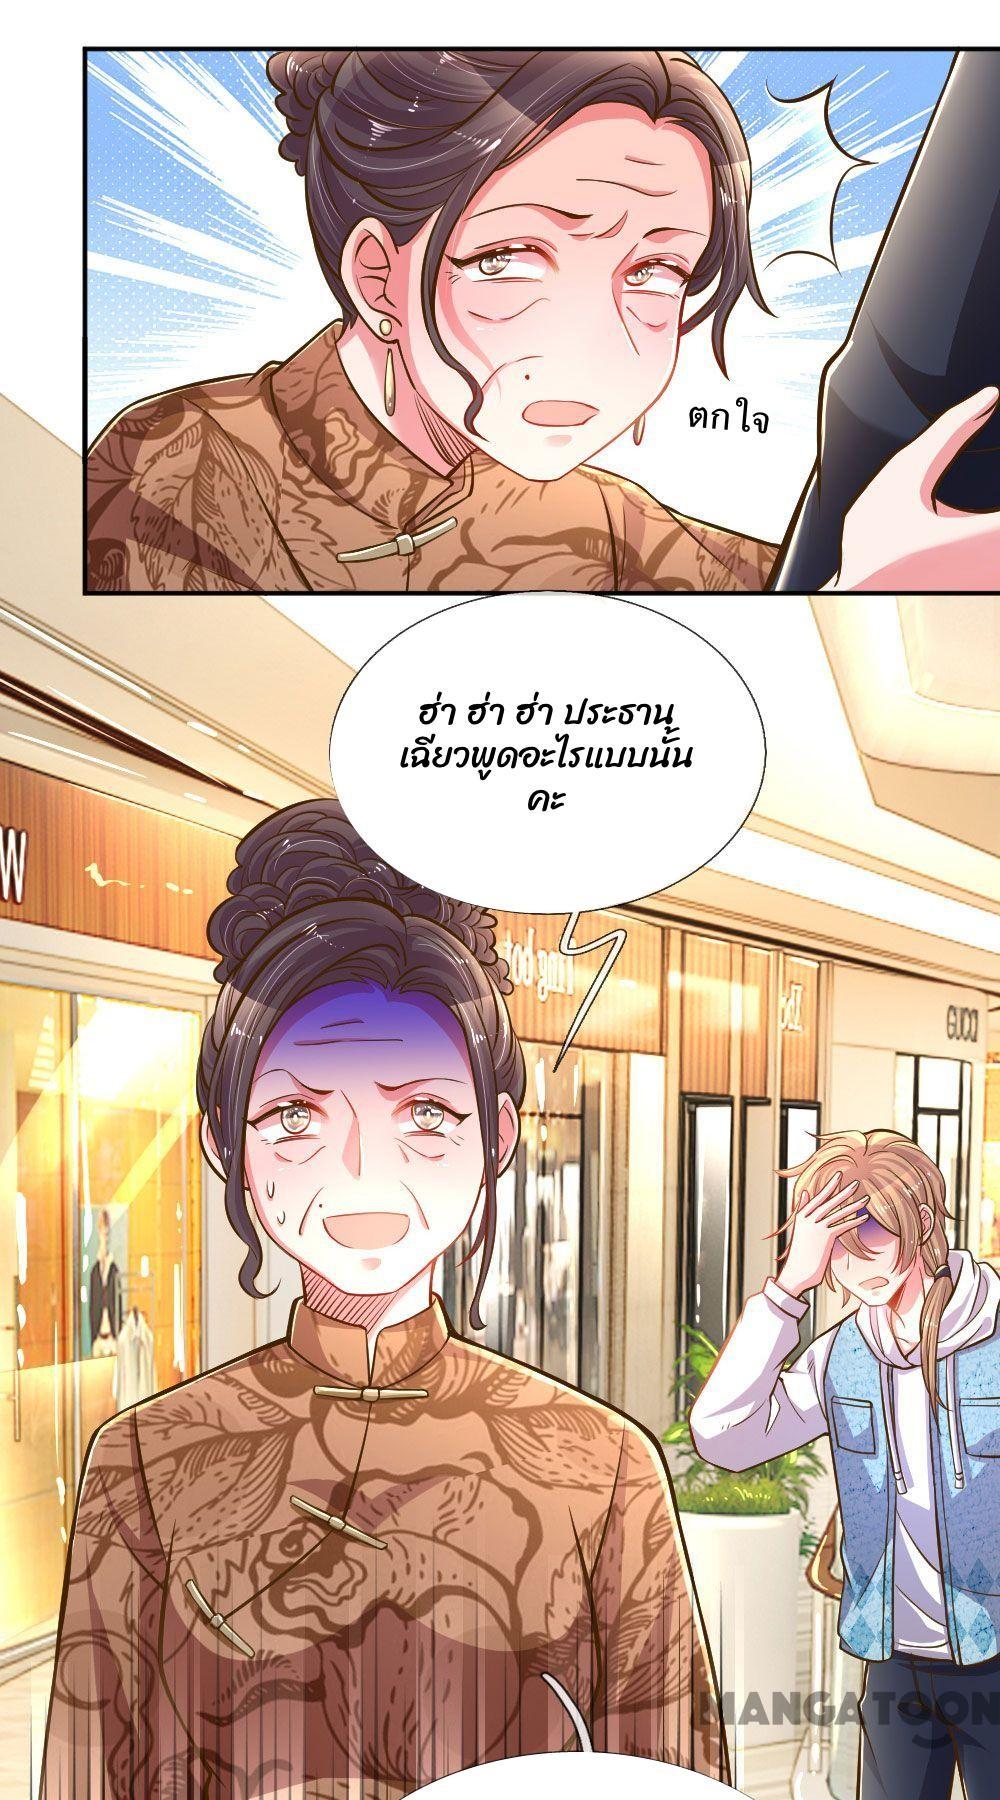 ตกใจ
ฮ่า ฮ่า ฮ่า ประธาน
เฉียวพูดอะไรแบบนั้น
คะ
W
GUCCI
MANGATOON